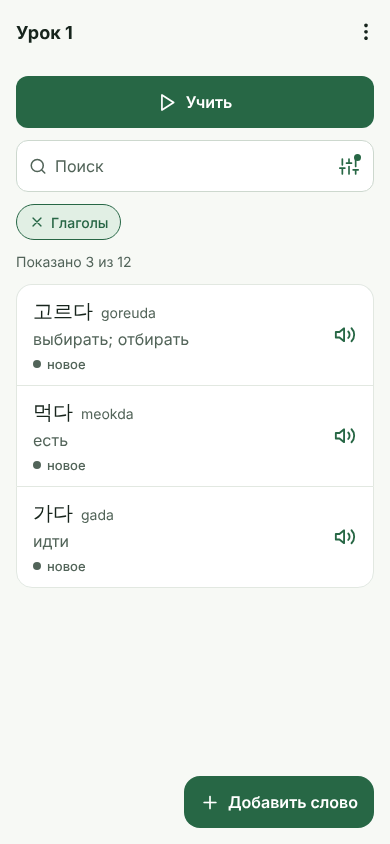 Урок 1
Учить
Поиск
Глаголы
Показано 3 из 12
고르다 goreuda
выбирать; отбирать
новое
먹다 meokda
есть
новое
가다 gada
идти
новое
Добавить слово